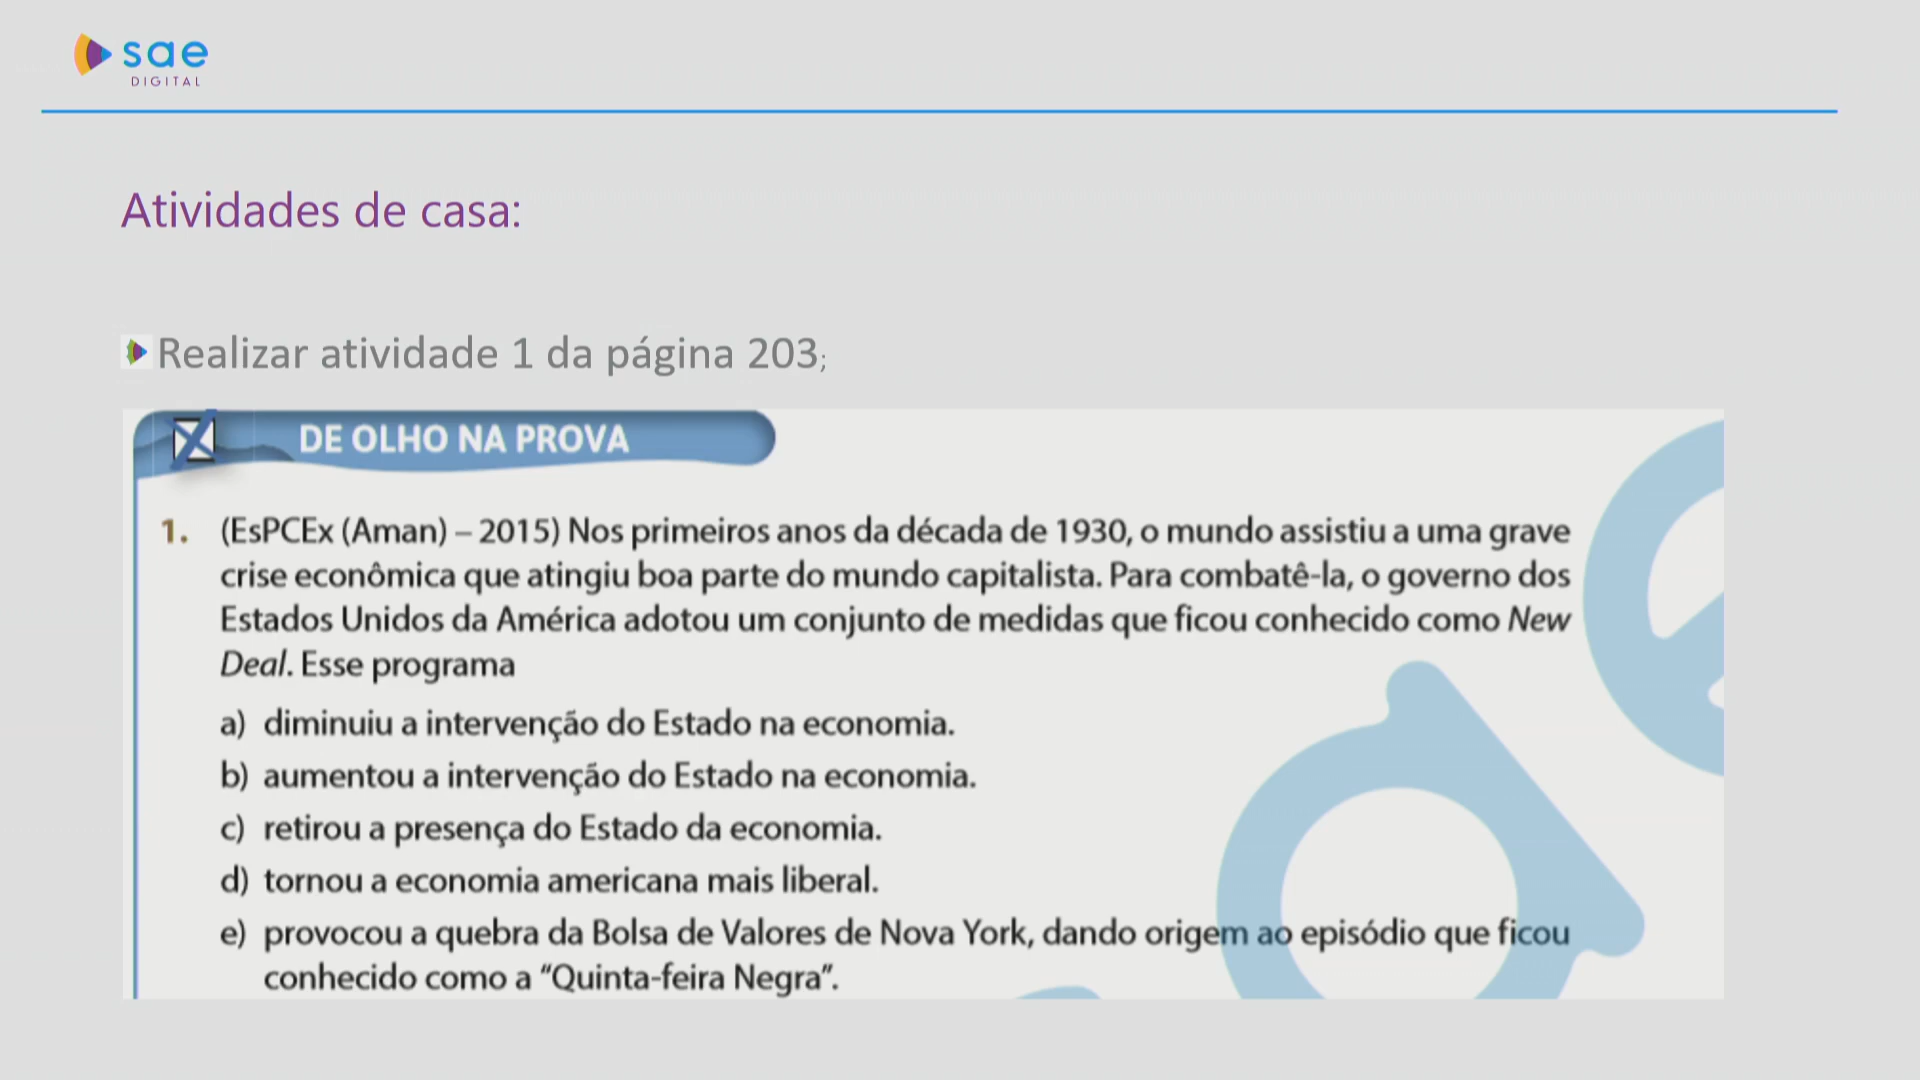 sae
DIGITAL
Atividades de casa:
Realizar atividade 1 da página 203;
DE OLHO NA PROVA
1. (EsPCEx (Aman) – 2015) Nos primeiros anos da década de 1930, o mundo assistiu a uma grave
crise econômica que atingiu boa parte do mundo capitalista. Para combatê-la, o governo dos
Estados Unidos da América adotou um conjunto de medidas que ficou conhecido como New
Deal. Esse programa
a) diminuiu a intervenção do Estado na economia.
b) aumentou a intervenção do Estado na economia.
c) retirou a presença do Estado da economia.
d) tornou a economia americana mais liberal.
e) provocou a quebra da Bolsa de Valores de Nova York, dando origem ao episódio que ficou
conhecido como a “Quinta-feira Negra”.